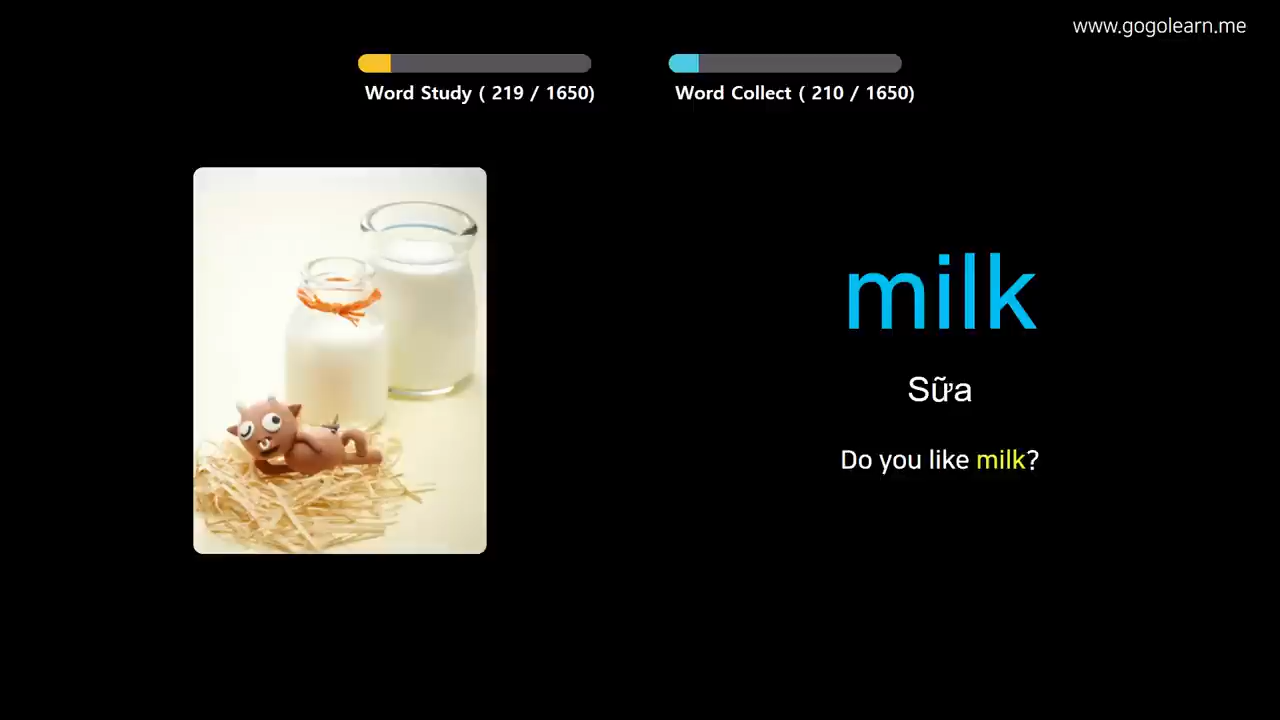 www.gogolearn.me
Word Study ( 219 / 1650)
Word Collect ( 210 / 1650)
milk
Sữa
Do you like milk?